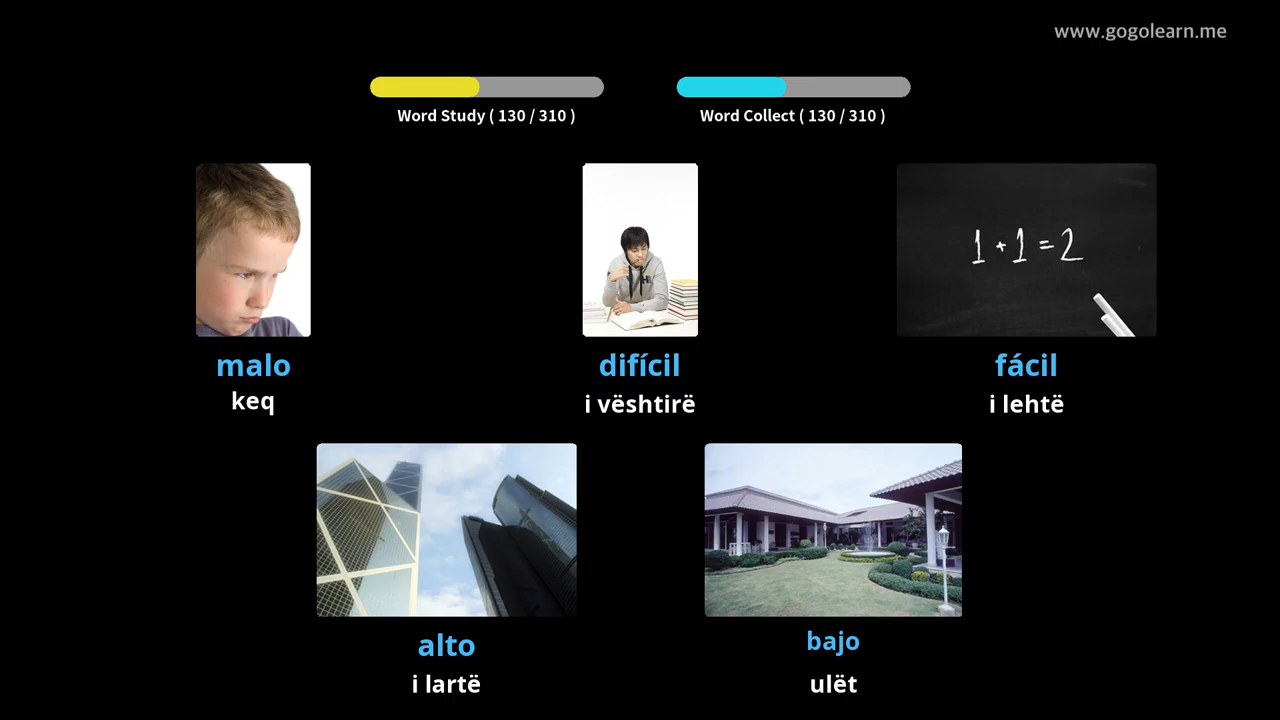 www.gogolearn.me
Word Study ( 130 / 310 )
Word Collect ( 130 / 310 )
1 + 1 = 2
malo
keq
difícil
i vështirë
fácil
i lehtë
alto
i lartë
bajo
ulët